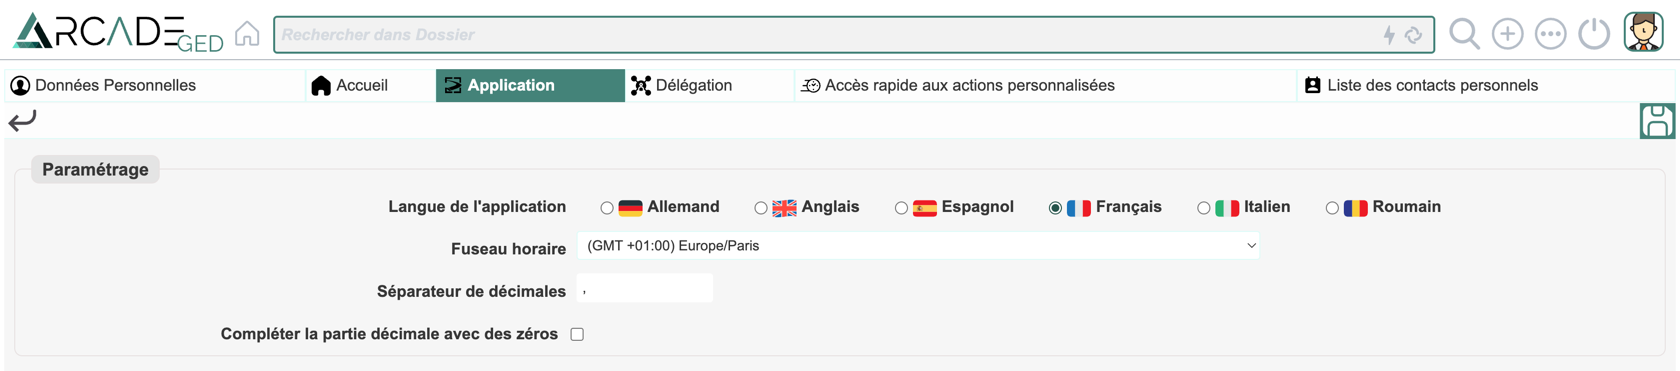 ARCADE GED
Rechercher dans Dossier
Données Personnelles Accueil Application Délégation Accès rapide aux actions personnalisées Liste des contacts personnels
Paramétrage
Langue de l'application Allemand Anglais Espagnol Français Italien Roumain
Fuseau horaire (GMT +01:00) Europe/Paris
Séparateur de décimales ,
Compléter la partie décimale avec des zéros